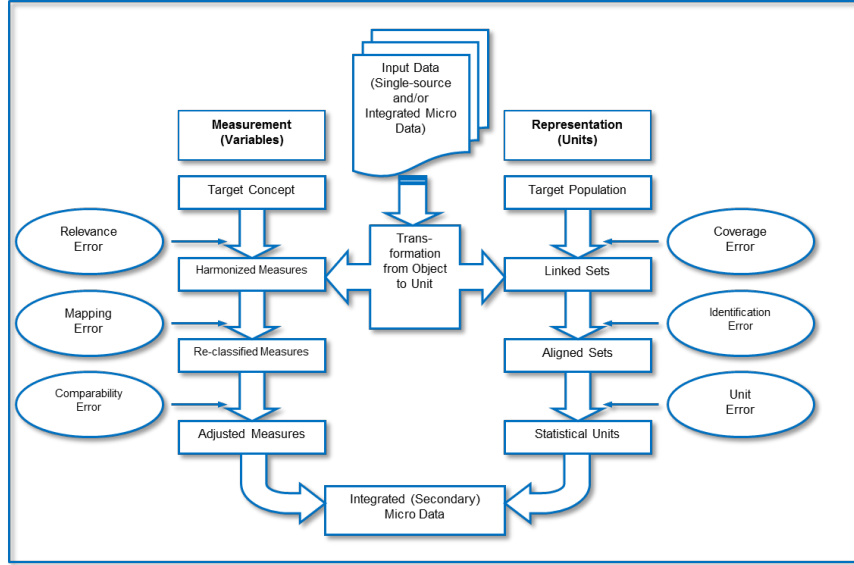 Input Data
(Single-source
and/or
Integrated Micro
Data)
Measurement
(Variables)
Representation
(Units)
Target Concept
Target Population
Relevance
Error
Trans-
formation
from Object
to Unit
Coverage
Error
Harmonized Measures
Linked Sets
Mapping
Error
Identification
Error
Re-classified Measures
Aligned Sets
Comparability
Error
Unit
Error
Adjusted Measures
Statistical Units
Integrated (Secondary)
Micro Data